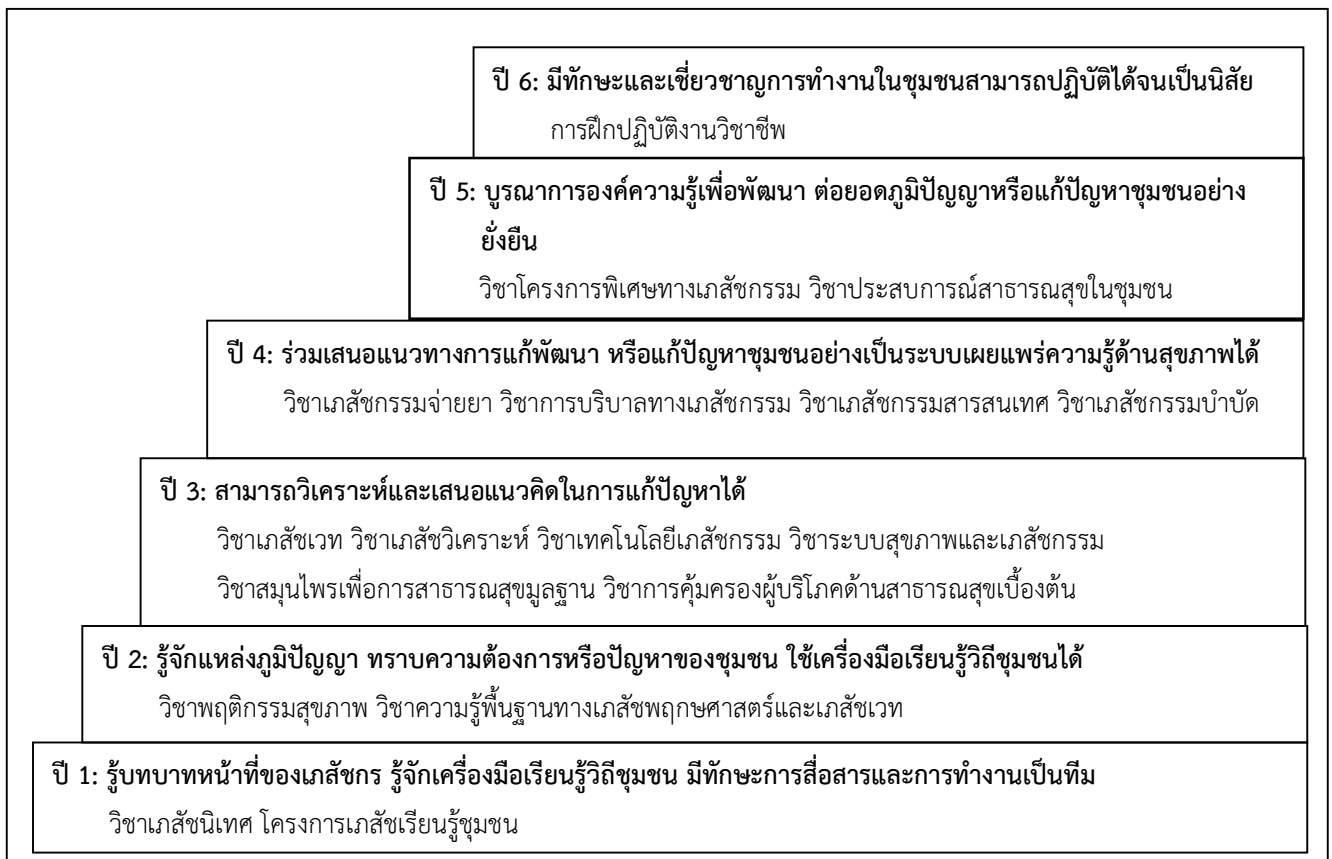 ปี 6: มีทักษะและเชี่ยวชาญการทำงานในชุมชนสามารถปฏิบัติได้จนเป็นนิสัย
การฝึกปฏิบัติงานวิชาชีพ
ปี 5: บูรณาการองค์ความรู้เพื่อพัฒนา ต่อยอดภูมิปัญญาหรือแก้ปัญหาชุมชนอย่าง
ยั่งยืน
วิชาโครงการพิเศษทางเภสัชกรรม วิชาประสบการณ์สาธารณสุขในชุมชน
ปี 4: ร่วมเสนอแนวทางการแก้พัฒนา หรือแก้ปัญหาชุมชนอย่างเป็นระบบเผยแพร่ความรู้ด้านสุขภาพได้
วิชาเภสัชกรรมจ่ายยา วิชาการบริบาลทางเภสัชกรรม วิชาเภสัชกรรมสารสนเทศ วิชาเภสัชกรรมบำบัด
ปี 3: สามารถวิเคราะห์และเสนอแนวคิดในการแก้ปัญหาได้
วิชาเภสัชเวท วิชาเภสัชวิเคราะห์ วิชาเทคโนโลยีเภสัชกรรม วิชาระบบสุขภาพและเภสัชกรรม
วิชาสมุนไพรเพื่อการสาธารณสุขมูลฐาน วิชาการคุ้มครองผู้บริโภคด้านสาธารณสุขเบื้องต้น
ปี 2: รู้จักแหล่งภูมิปัญญา ทราบความต้องการหรือปัญหาของชุมชน ใช้เครื่องมือเรียนรู้วิถีชุมชนได้
วิชาพฤติกรรมสุขภาพ วิชาความรู้พื้นฐานทางเภสัชพฤกษศาสตร์และเภสัชเวท
ปี 1: รู้บทบาทหน้าที่ของเภสัชกร รู้จักเครื่องมือเรียนรู้วิถีชุมชน มีทักษะการสื่อสารและการทำงานเป็นทีม
วิชาเภสัชนิเทศ โครงการเภสัชเรียนรู้ชุมชน